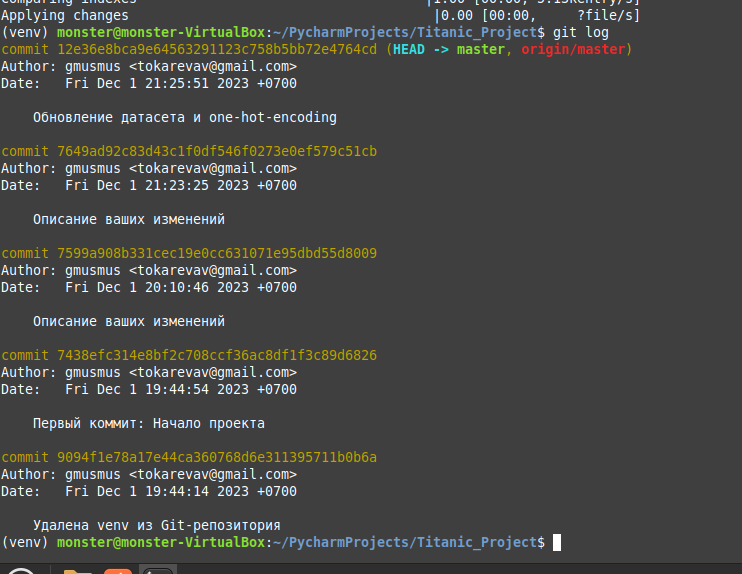 Comparing indexes |1.00 [00:00, 5.15entry/s]
Applying changes |0.00 [00:00, ?file/s]
(venv) monster@monster-VirtualBox:~/PycharmProjects/Titanic_Project$ git log
commit 12e36e8bca9e64563291123c758b5bb72e4764cd (HEAD -> master, origin/master)
Author: gmusmus <tokarevav@gmail.com>
Date: Fri Dec 1 21:25:51 2023 +0700
Обновление датасета и one-hot-encoding
commit 7649ad92c83d43c1f0df546f0273e0ef579c51cb
Author: gmusmus <tokarevav@gmail.com>
Date: Fri Dec 1 21:23:25 2023 +0700
Описание ваших изменений
commit 7599a908b331cec19e0cc631071e95dbd55d8009
Author: gmusmus <tokarevav@gmail.com>
Date: Fri Dec 1 20:10:46 2023 +0700
Описание ваших изменений
commit 7438efc314e8bf2c708ccf36ac8df1f3c89d6826
Author: gmusmus <tokarevav@gmail.com>
Date: Fri Dec 1 19:44:54 2023 +0700
Первый коммит: Начало проекта
commit 9094f1e78a17e44ca360768d6e311395711b0b6a
Author: gmusmus <tokarevav@gmail.com>
Date: Fri Dec 1 19:44:14 2023 +0700
Удалена venv из Git-репозитория
(venv) monster@monster-VirtualBox:~/PycharmProjects/Titanic_Project$